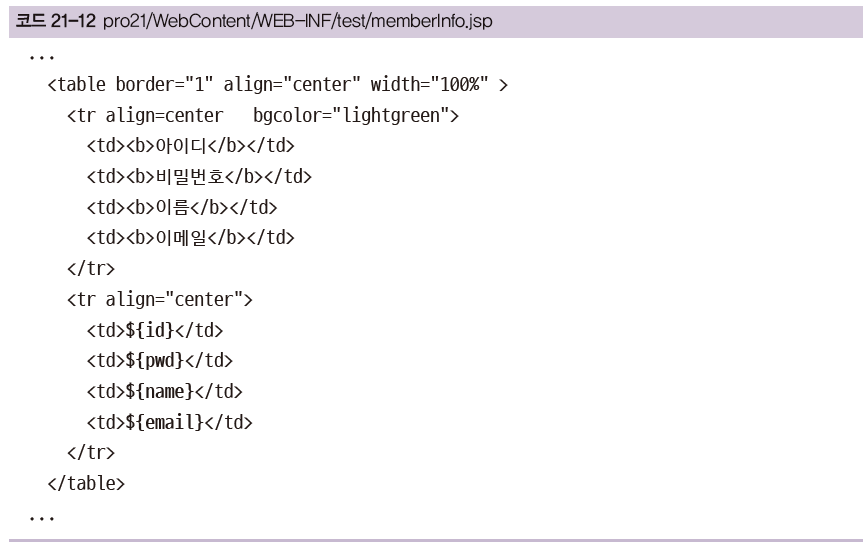 코드 21-12 pro21/WebContent/WEB-INF/test/memberInfo.jsp
...
<table border="1" align="center" width="100%" >
<tr align=center   bgcolor="lightgreen">
<td><b>아이디</b></td>
<td><b>비밀번호</b></td>
<td><b>이름</b></td>
<td><b>이메일</b></td>
</tr>
<tr align="center">
<td>${id}</td>
<td>${pwd}</td>
<td>${name}</td>
<td>${email}</td>
</tr>
</table>
...